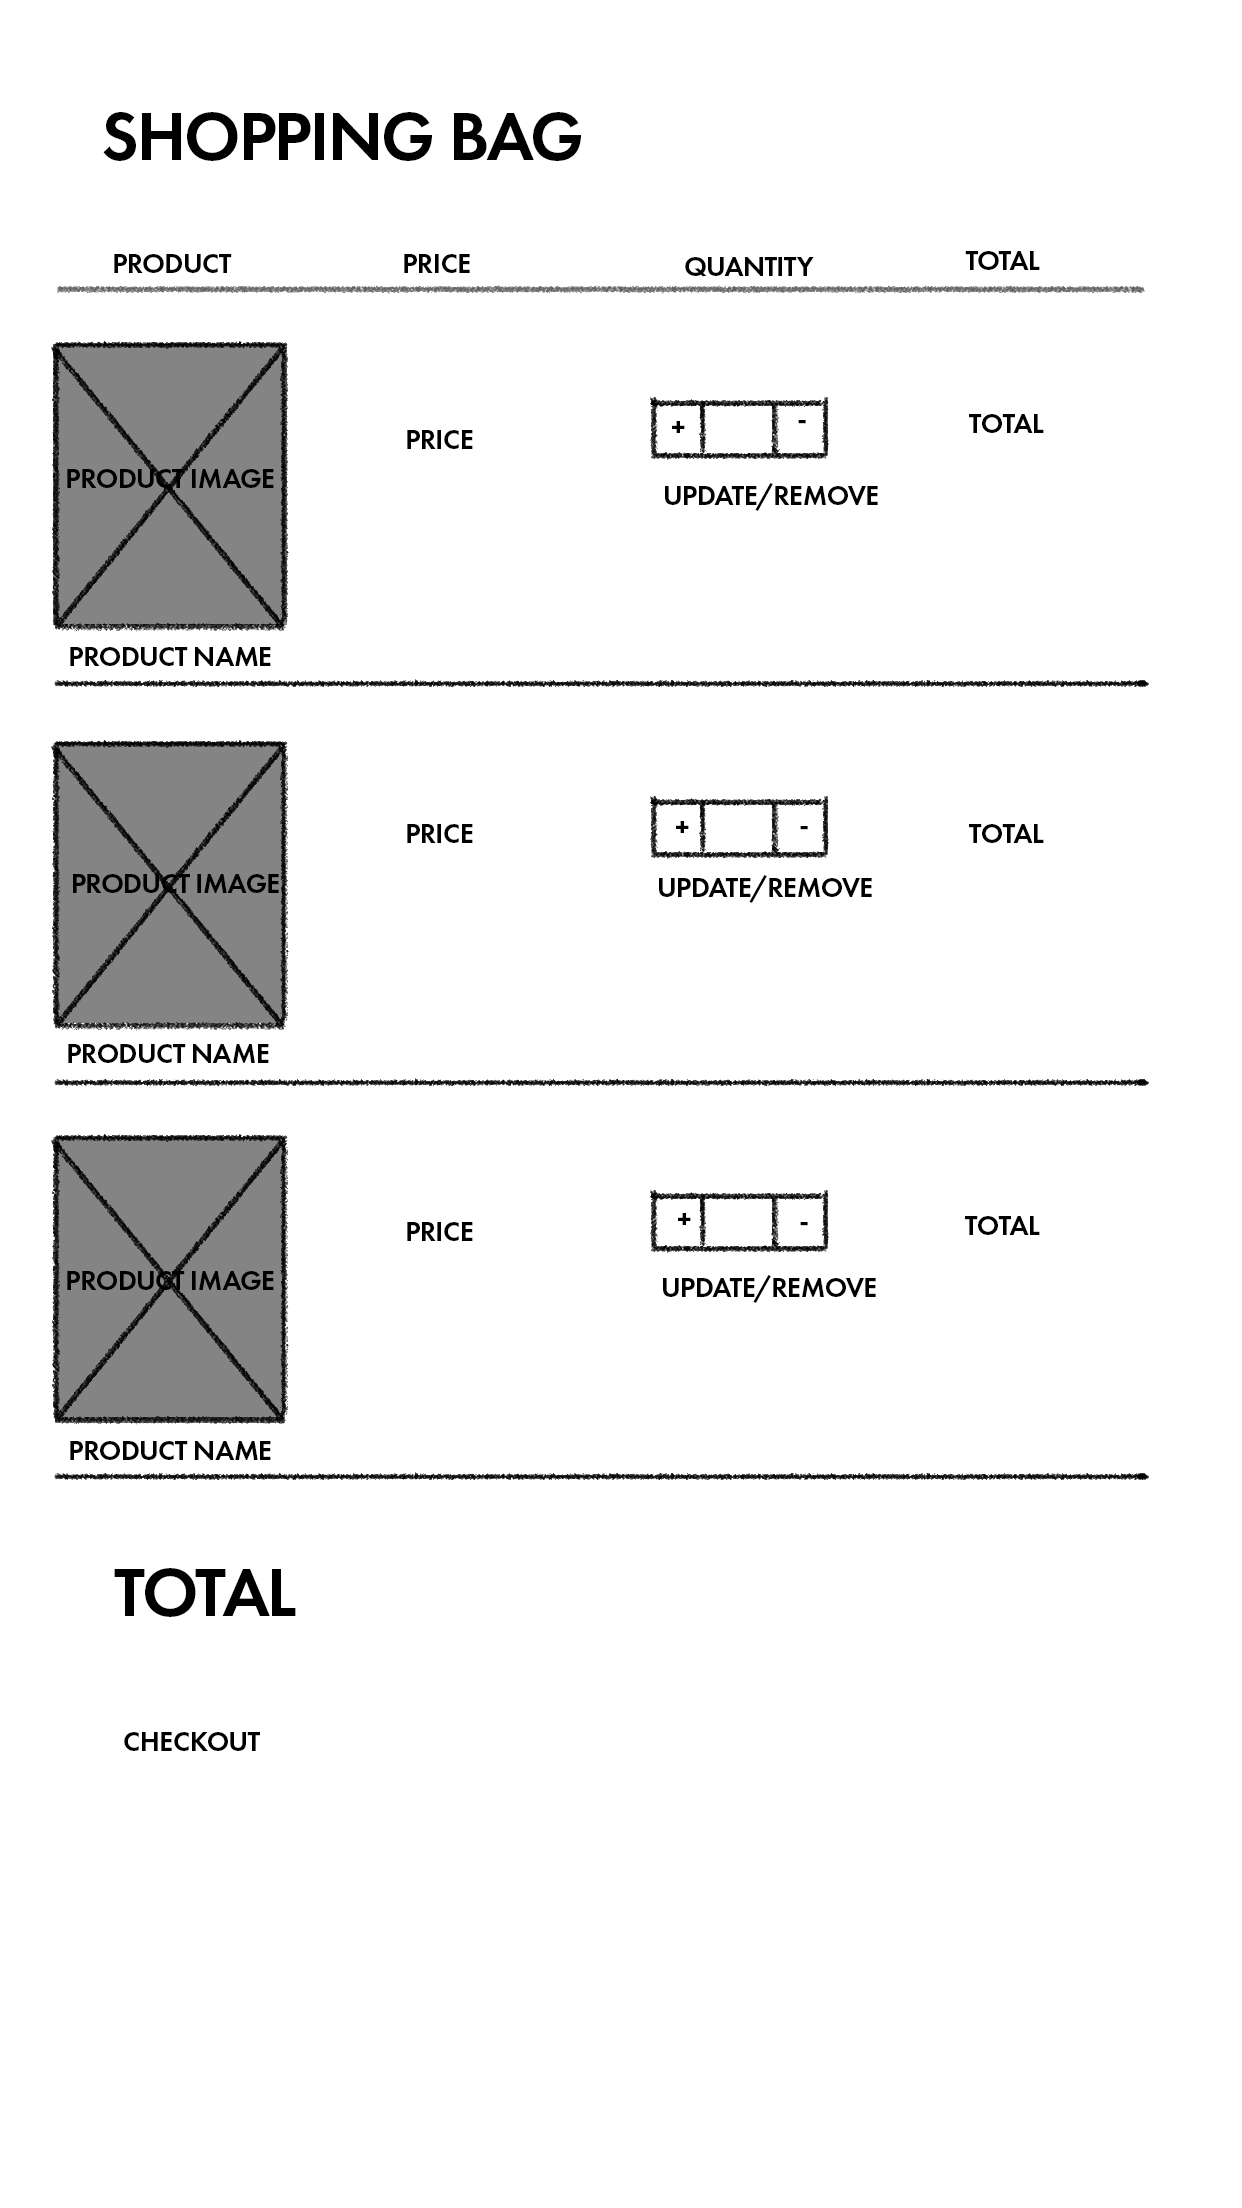 SHOPPING BAG
PRODUCT PRICE QUANTITY TOTAL
+ -
PRICE TOTAL
PRODUCT IMAGE
UPDATE/REMOVE
PRODUCT NAME
+ -
PRICE TOTAL
PRODUCT IMAGE
UPDATE/REMOVE
PRODUCT NAME
+ -
PRICE TOTAL
PRODUCT IMAGE
UPDATE/REMOVE
PRODUCT NAME
TOTAL
CHECKOUT